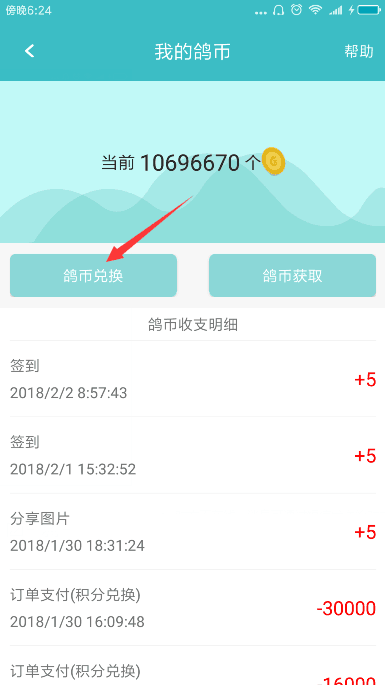 傍晚6:24
我的鸽币
帮助
当前 10696670 个
G
鸽币兑换
鸽币获取
鸽币收支明细
签到
+5
2018/2/2 8:57:43
签到
+5
2018/2/1 15:32:52
分享图片
+5
2018/1/30 18:31:24
订单支付(积分兑换)
-30000
2018/1/30 16:09:48
订单支付(积分兑换)
-16000